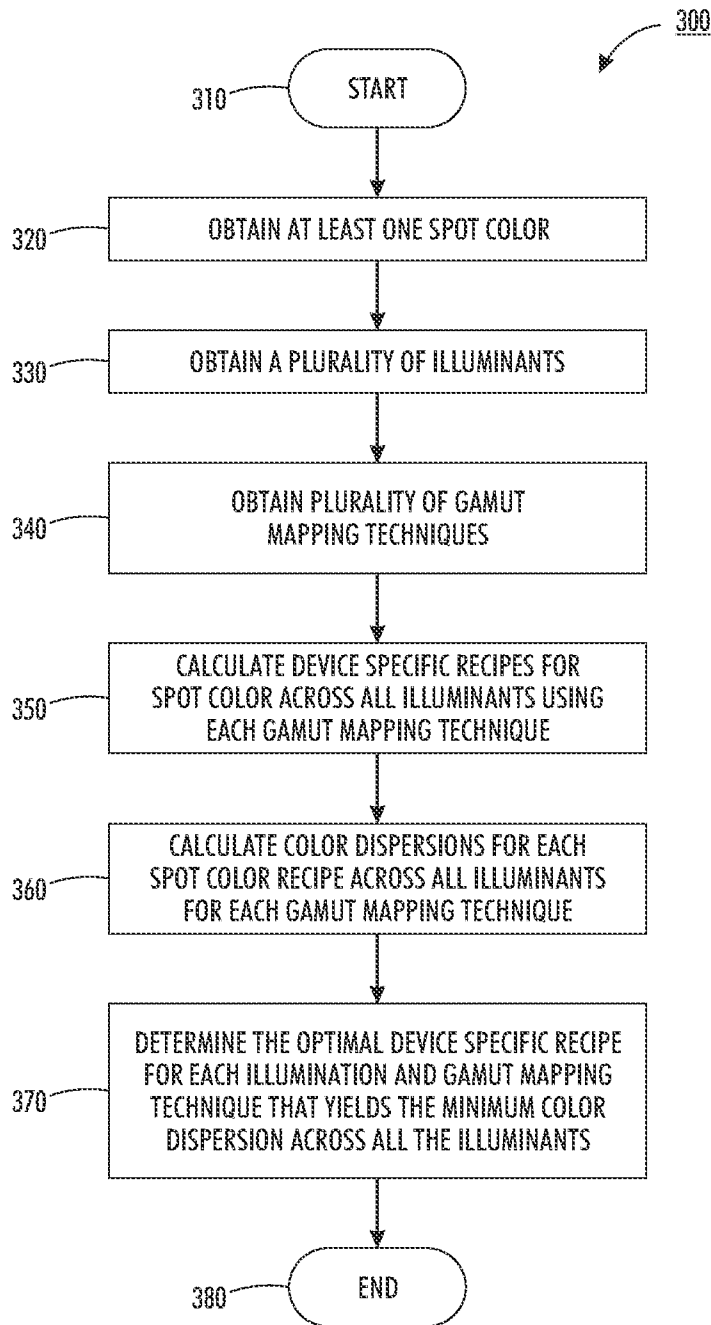 300
310
START
320
OBTAIN AT LEAST ONE SPOT COLOR
330
OBTAIN A PLURALITY OF ILLUMINANTS
340
OBTAIN PLURALITY OF GAMUT
MAPPING TECHNIQUES
350
CALCULATE DEVICE SPECIFIC RECIPES FOR
SPOT COLOR ACROSS ALL ILLUMINANTS USING
EACH GAMUT MAPPING TECHNIQUE
360
CALCULATE COLOR DISPERSIONS FOR EACH
SPOT COLOR RECIPE ACROSS ALL ILLUMINANTS
FOR EACH GAMUT MAPPING TECHNIQUE
370
DETERMINE THE OPTIMAL DEVICE SPECIFIC RECIPE
FOR EACH ILLUMINATION AND GAMUT MAPPING
TECHNIQUE THAT YIELDS THE MINIMUM COLOR
DISPERSION ACROSS ALL THE ILLUMINANTS
380
END